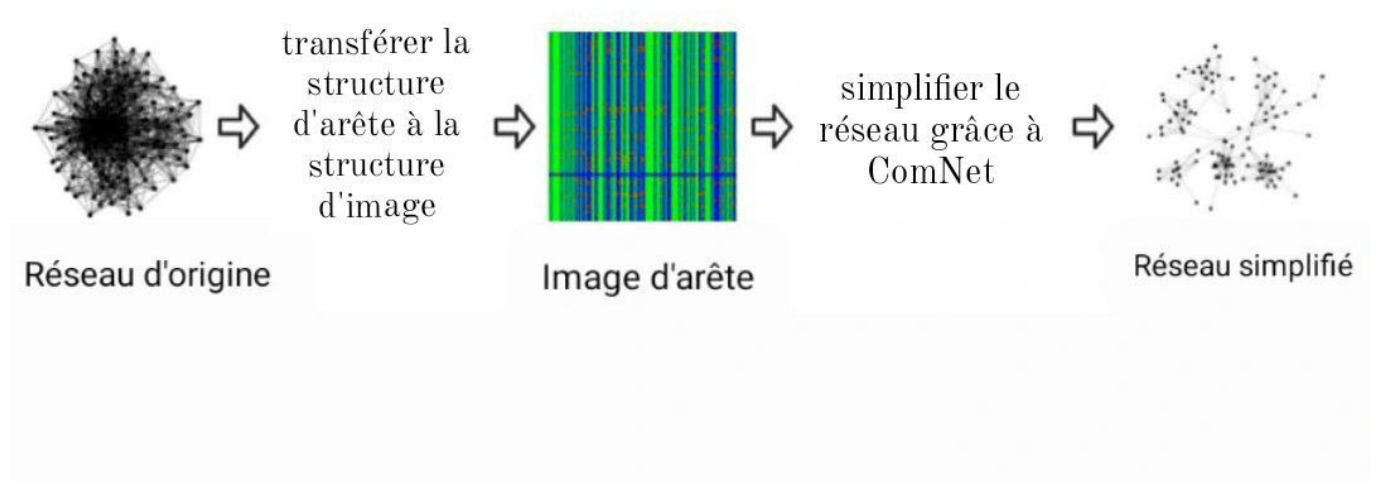 transférer la
structure
d'arête à la
structure
d'image
simplifier le
réseau grâce à
ComNet
Réseau d'origine
Image d'arête
Réseau simplifié